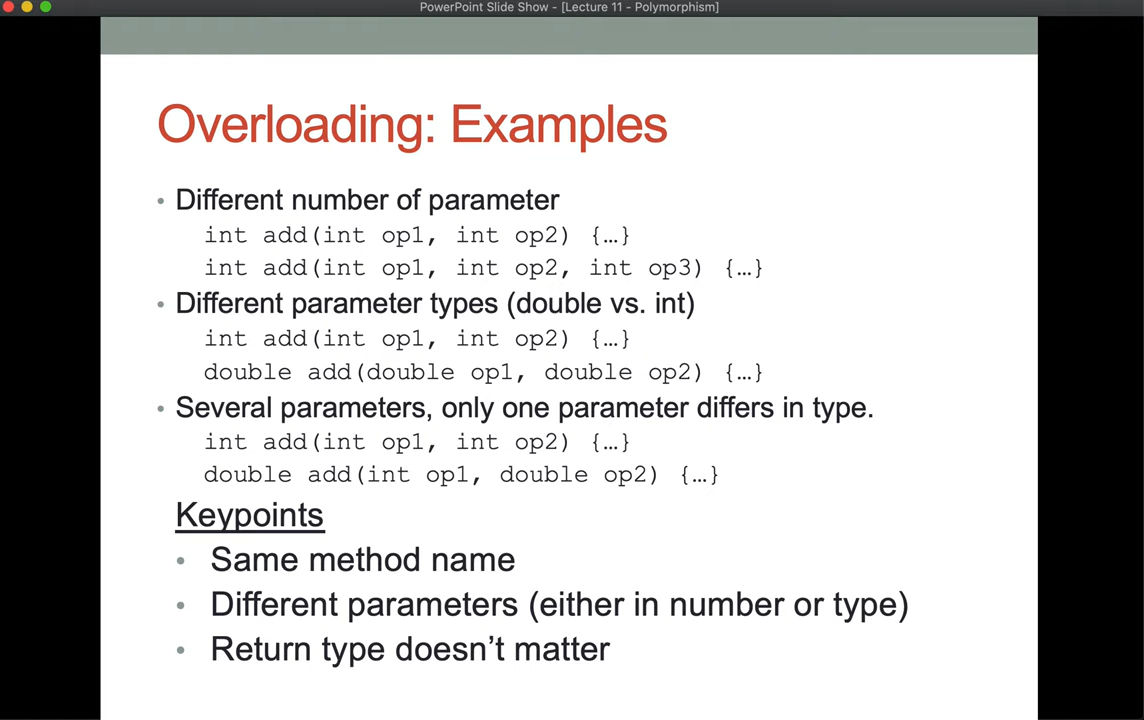 PowerPoint Slide Show - [Lecture 11 - Polymorphism]
Overloading: Examples
• Different number of parameter
int add(int op1, int op2) {…}
int add(int op1, int op2, int op3) {…}
• Different parameter types (double vs. int)
int add(int op1, int op2) {…}
double add(double op1, double op2) {…}
• Several parameters, only one parameter differs in type.
int add(int op1, int op2) {…}
double add(int op1, double op2) {…}
Keypoints
• Same method name
• Different parameters (either in number or type)
• Return type doesn’t matter